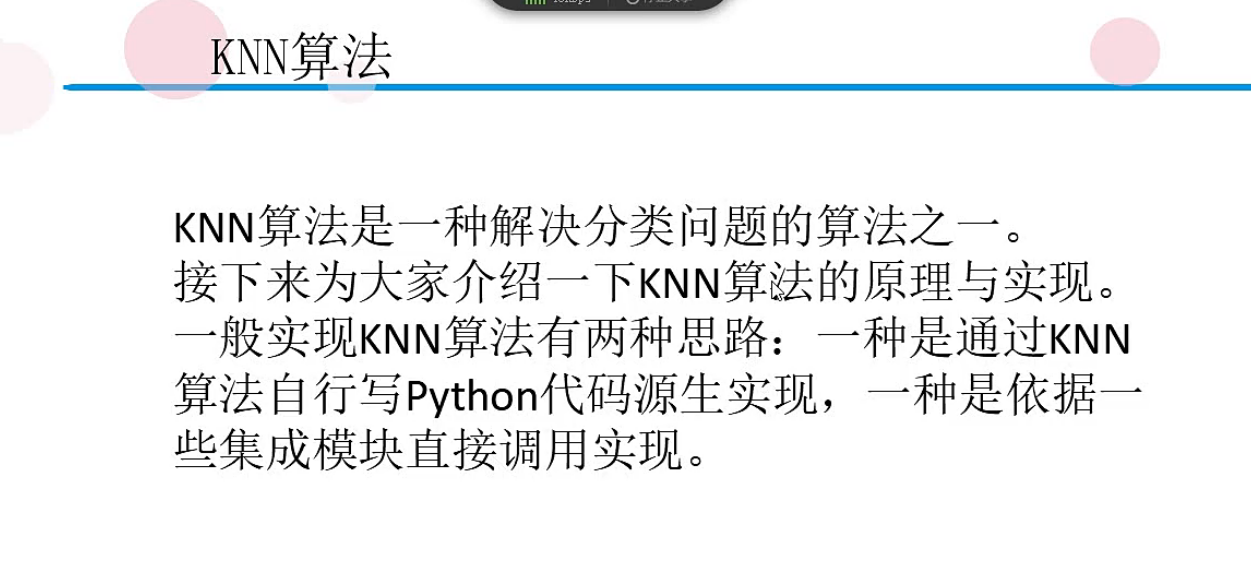 KNN算法
KNN算法是一种解决分类问题的算法之一。
接下来为大家介绍一下KNN算法的原理与实现。
一般实现KNN算法有两种思路：一种是通过KNN
算法自行写Python代码源生实现，一种是依据一
些集成模块直接调用实现。